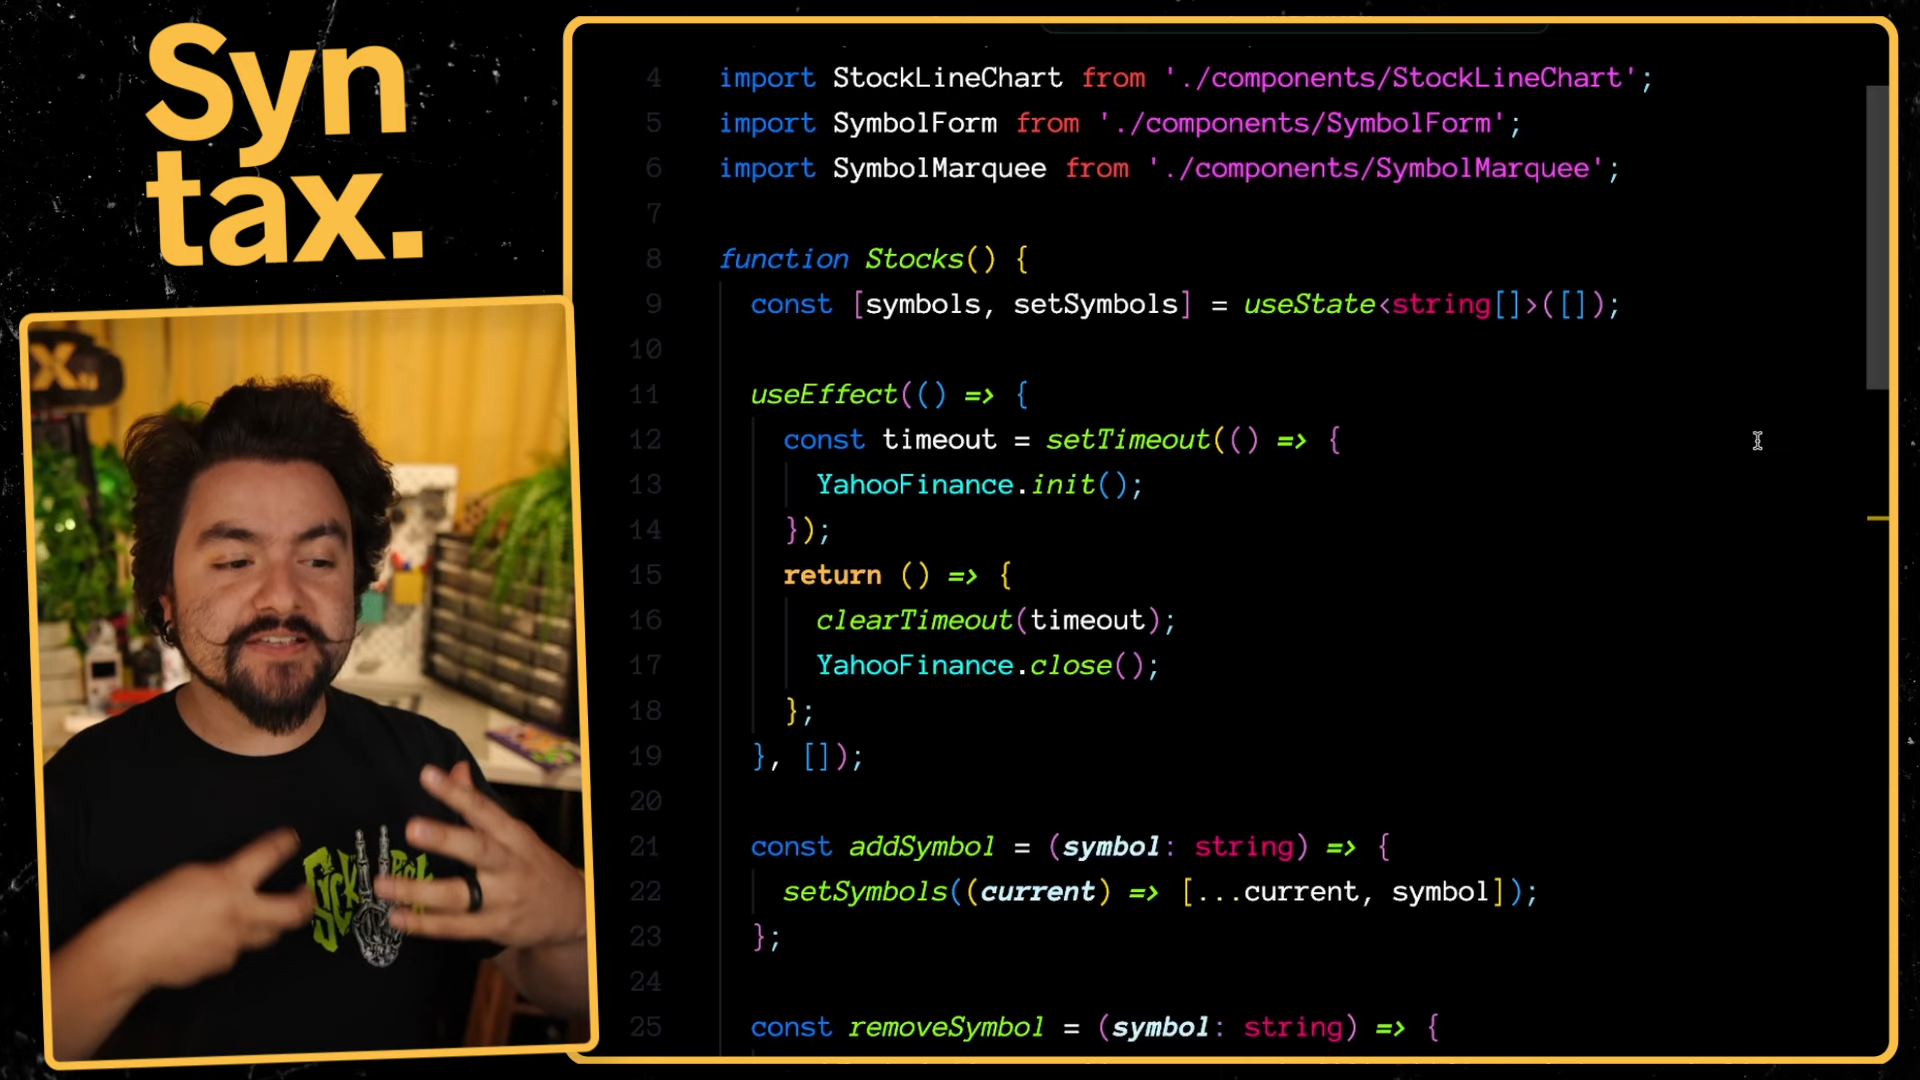 Syn
tax.
4 import StockLineChart from './components/StockLineChart';
5 import SymbolForm from './components/SymbolForm';
6 import SymbolMarquee from './components/SymbolMarquee';
7
8 function Stocks() {
9 const [symbols, setSymbols] = useState<string[]>([]);
10
11 useEffect(() => {
12 const timeout = setTimeout(() => {
13 YahooFinance.init();
14 });
15 return () => {
16 clearTimeout(timeout);
17 YahooFinance.close();
18 };
19 }, []);
20
21 const addSymbol = (symbol: string) => {
22 setSymbols((current) => [...current, symbol]);
23 };
24
25 const removeSymbol = (symbol: string) => {